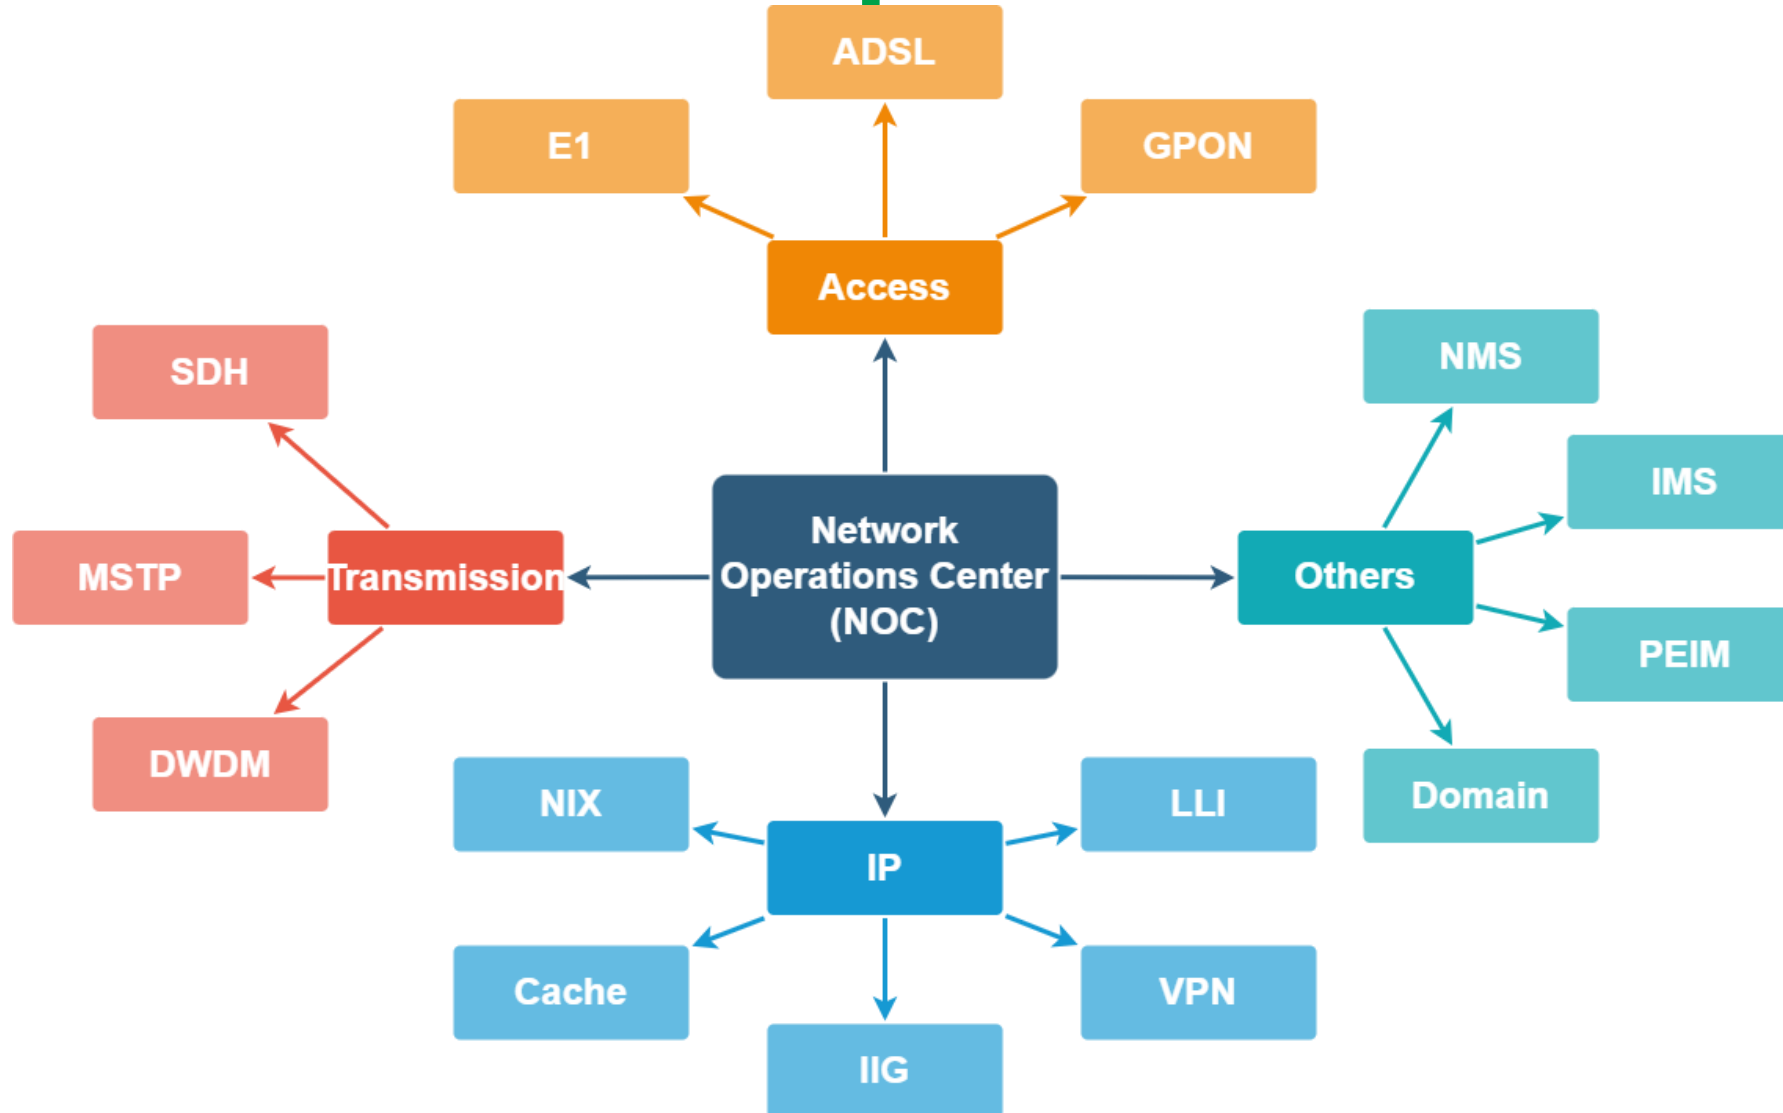 ADSL
E1
GPON
Access
SDH
NMS
IMS
MSTP
Transmission
Network
Operations Center
(NOC)
Others
PEIM
DWDM
NIX
LLI
Domain
IP
Cache
VPN
IIG